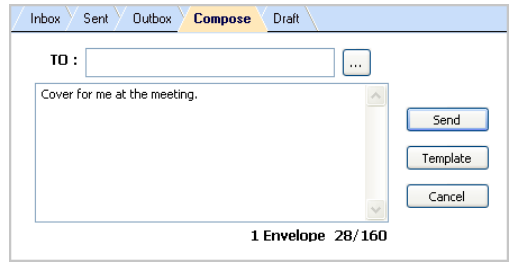 Inbox Sent Outbox Compose Draft
TO :
...
Cover for me at the meeting.
Send
Template
Cancel
1 Envelope 28/160